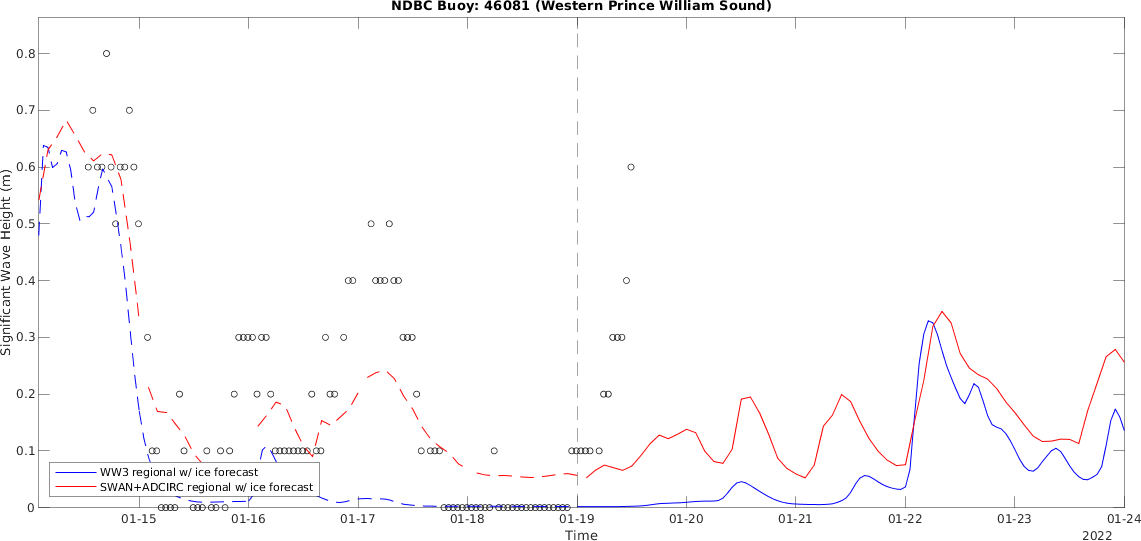 NDBC Buoy: 46081 (Western Prince William Sound)
Significant Wave Height (m)
0.8
0.7
0.6
0.5
0.4
0.3
0.2
0.1
0
WW3 regional w/ ice forecast
SWAN+ADCIRC regional w/ ice forecast
01-15 01-16 01-17 01-18 01-19 01-20 01-21 01-22 01-23 01-24
Time
2022